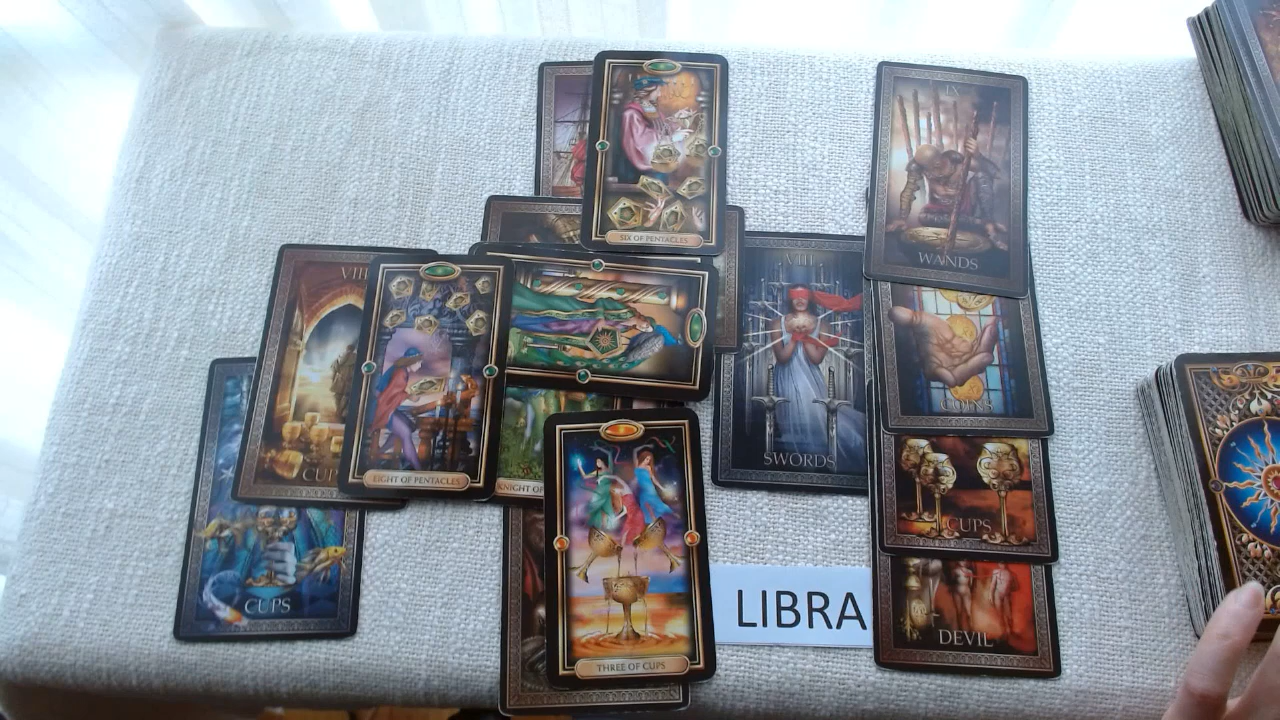 SIX OF PENTACLES
IX
WANDS
VIII
SWORDS
VIII
CUPS
EIGHT OF PENTACLES
KNIGHT OF
COINS
CUPS
CUPS
THREE OF CUPS
LIBRA
DEVIL